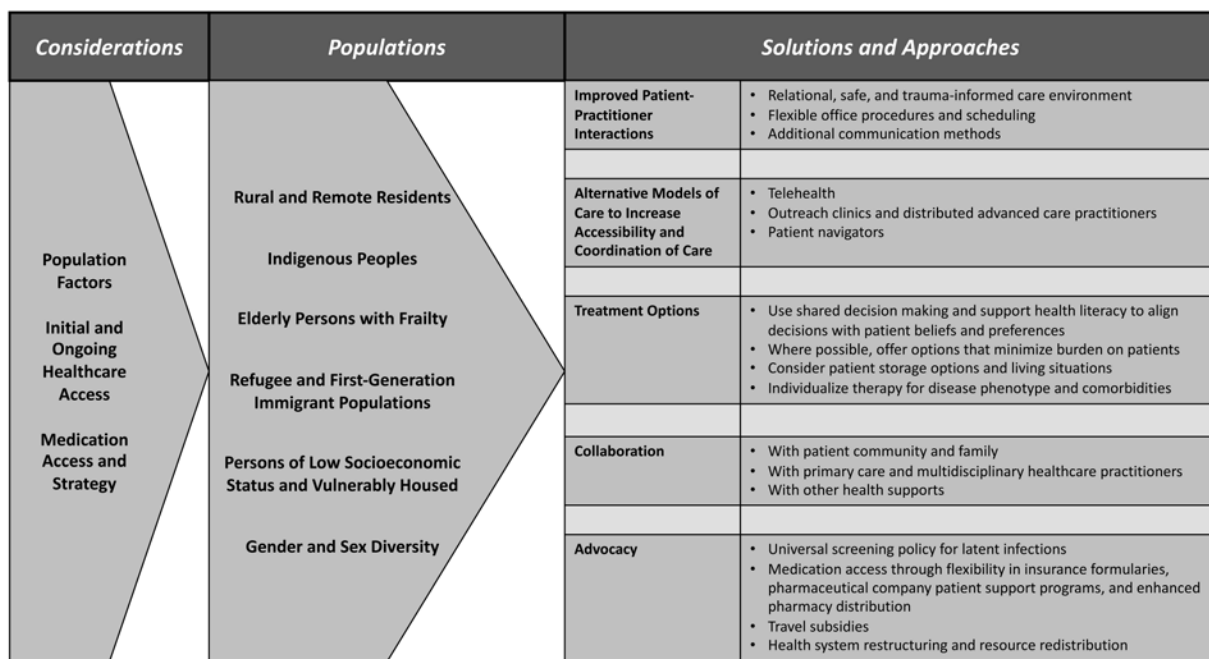 Considerations
Populations
Solutions and Approaches
Population
Factors
Initial and
Ongoing
Healthcare
Access
Medication
Access and
Strategy
Rural and Remote Residents
Indigenous Peoples
Elderly Persons with Frailty
Refugee and First-Generation
Immigrant Populations
Persons of Low Socioeconomic
Status and Vulnerably Housed
Gender and Sex Diversity
Improved Patient-
Practitioner
Interactions
• Relational, safe, and trauma-informed care environment
• Flexible office procedures and scheduling
• Additional communication methods
Alternative Models of
Care to Increase
Accessibility and
Coordination of Care
• Telehealth
• Outreach clinics and distributed advanced care practitioners
• Patient navigators
Treatment Options
• Use shared decision making and support health literacy to align
decisions with patient beliefs and preferences
• Where possible, offer options that minimize burden on patients
• Consider patient storage options and living situations
• Individualize therapy for disease phenotype and comorbidities
Collaboration
• With patient community and family
• With primary care and multidisciplinary healthcare practitioners
• With other health supports
Advocacy
• Universal screening policy for latent infections
• Medication access through flexibility in insurance formularies,
pharmaceutical company patient support programs, and enhanced
pharmacy distribution
• Travel subsidies
• Health system restructuring and resource redistribution